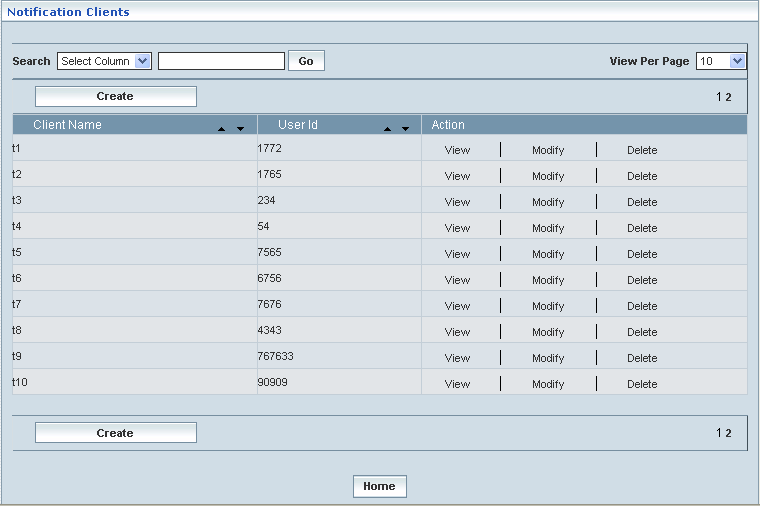 Notification Clients
Search Select Column Go View Per Page 10
Create 1 2
Client Name User Id Action
t1 1772 View | Modify | Delete
t2 1765 View | Modify | Delete
t3 234 View | Modify | Delete
t4 54 View | Modify | Delete
t5 7565 View | Modify | Delete
t6 6756 View | Modify | Delete
t7 7676 View | Modify | Delete
t8 4343 View | Modify | Delete
t9 767633 View | Modify | Delete
t10 90909 View | Modify | Delete
Create 1 2
Home